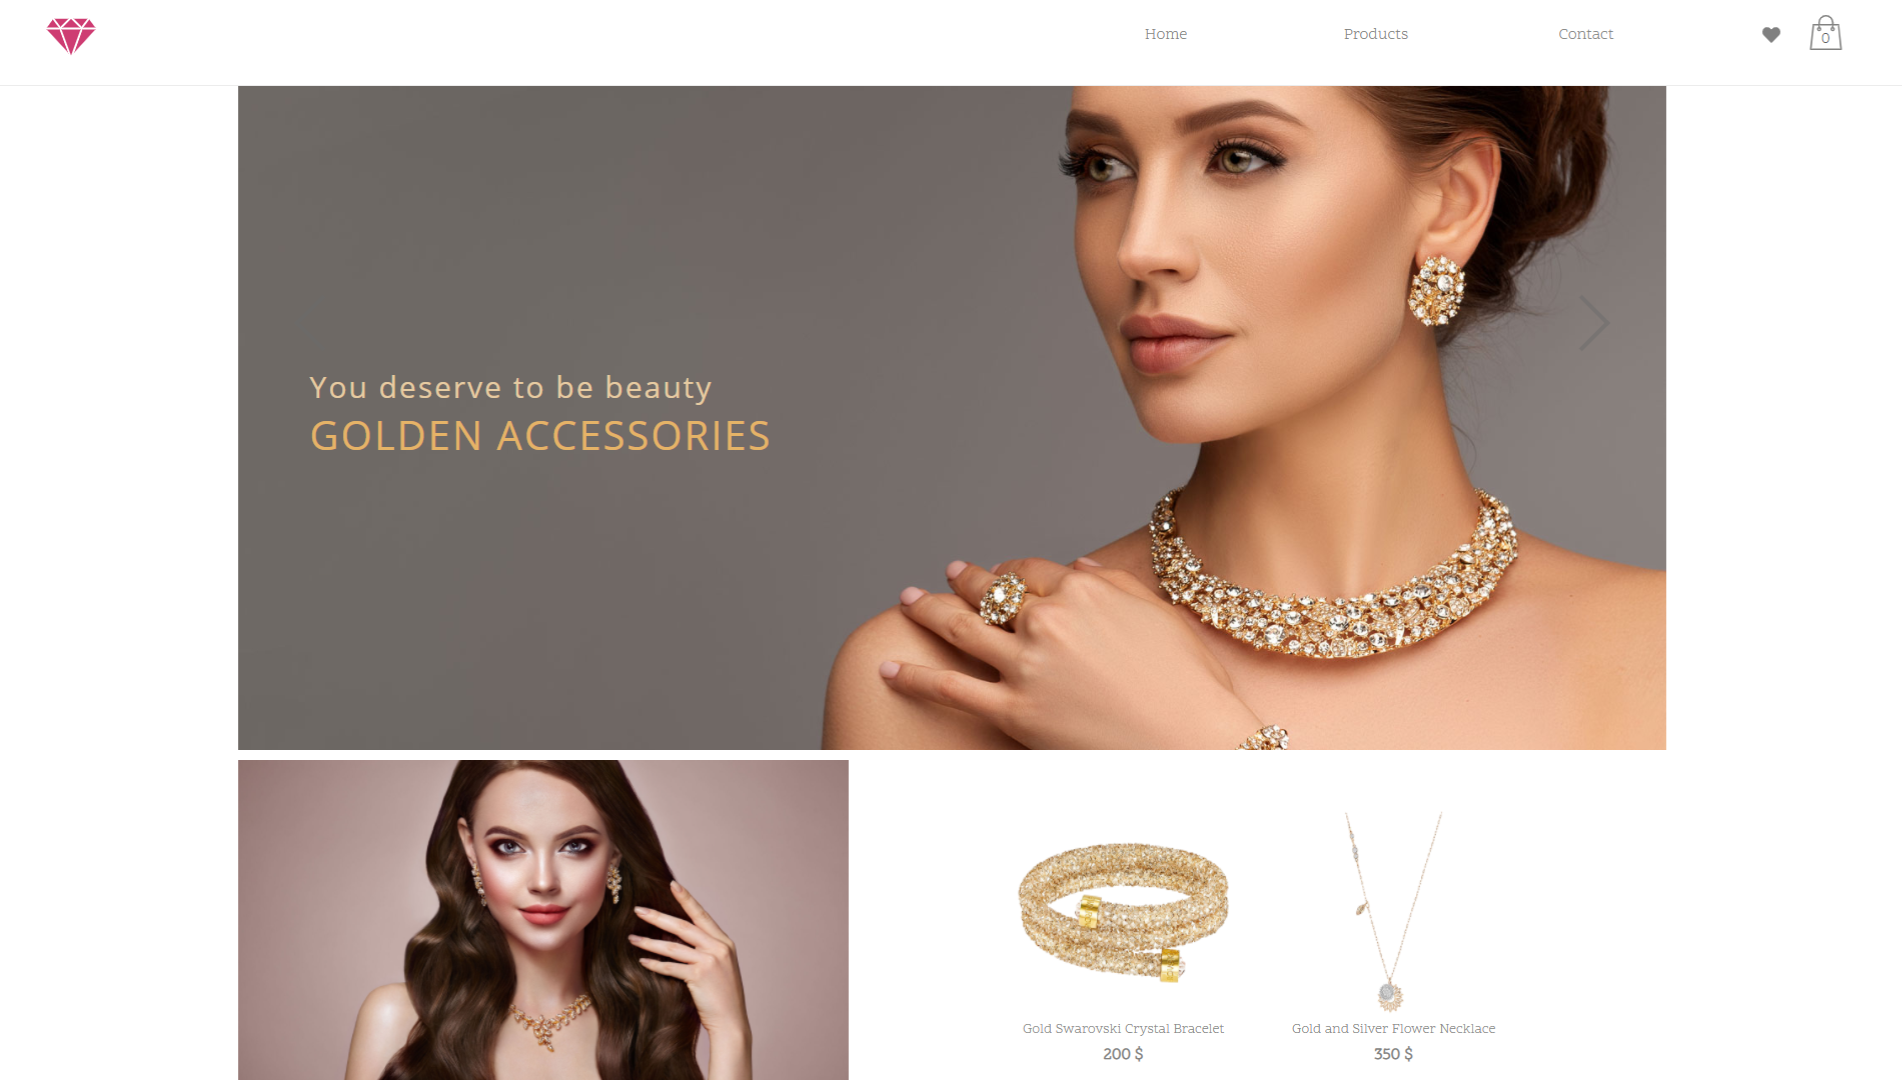 Home
Products
Contact
0
You deserve to be beauty
GOLDEN ACCESSORIES
Gold Swarovski Crystal Bracelet
200 $
Gold and Silver Flower Necklace
350 $